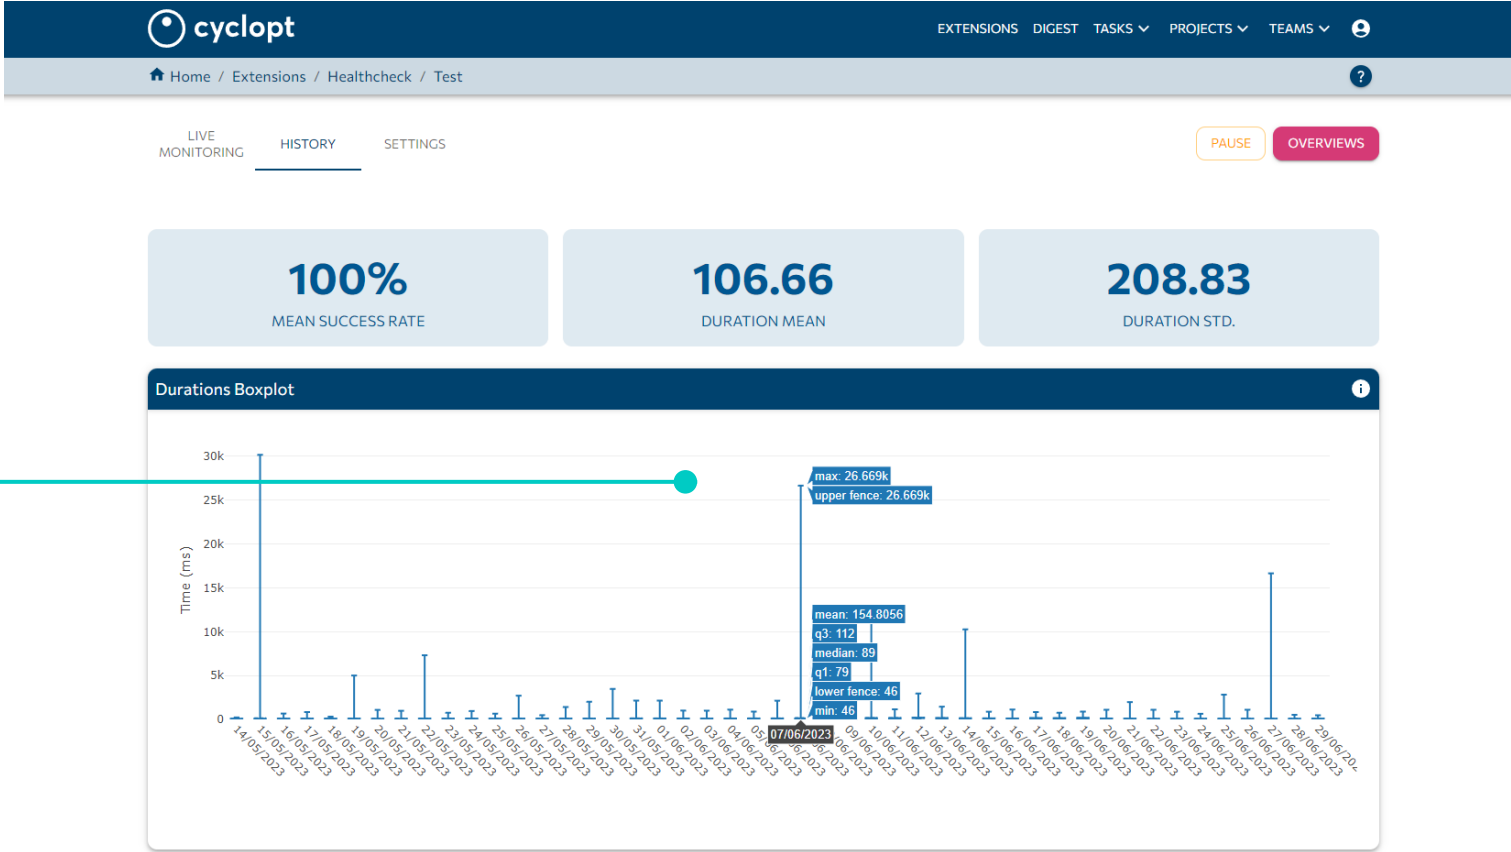 cyclopt
EXTENSIONS DIGEST TASKS PROJECTS TEAMS
Home / Extensions / Healthcheck / Test
?
LIVE
MONITORING
HISTORY
SETTINGS
PAUSE
OVERVIEWS
100%
MEAN SUCCESS RATE
106.66
DURATION MEAN
208.83
DURATION STD.
Durations Boxplot
i
Time (ms)
30k
25k
20k
15k
10k
5k
0
max: 26.669k
upper fence: 26.669k
mean: 154.8056
q3: 112
median: 89
q1: 79
lower fence: 46
min: 46
07/06/2023
14/05/2023
15/05/2023
16/05/2023
17/05/2023
18/05/2023
19/05/2023
20/05/2023
21/05/2023
22/05/2023
23/05/2023
24/05/2023
25/05/2023
26/05/2023
27/05/2023
28/05/2023
29/05/2023
30/05/2023
31/05/2023
01/06/2023
02/06/2023
03/06/2023
04/06/2023
09/06/2023
10/06/2023
11/06/2023
12/06/2023
13/06/2023
14/06/2023
15/06/2023
16/06/2023
17/06/2023
18/06/2023
19/06/2023
20/06/2023
21/06/2023
22/06/2023
23/06/2023
24/06/2023
25/06/2023
26/06/2023
27/06/2023
28/06/2023